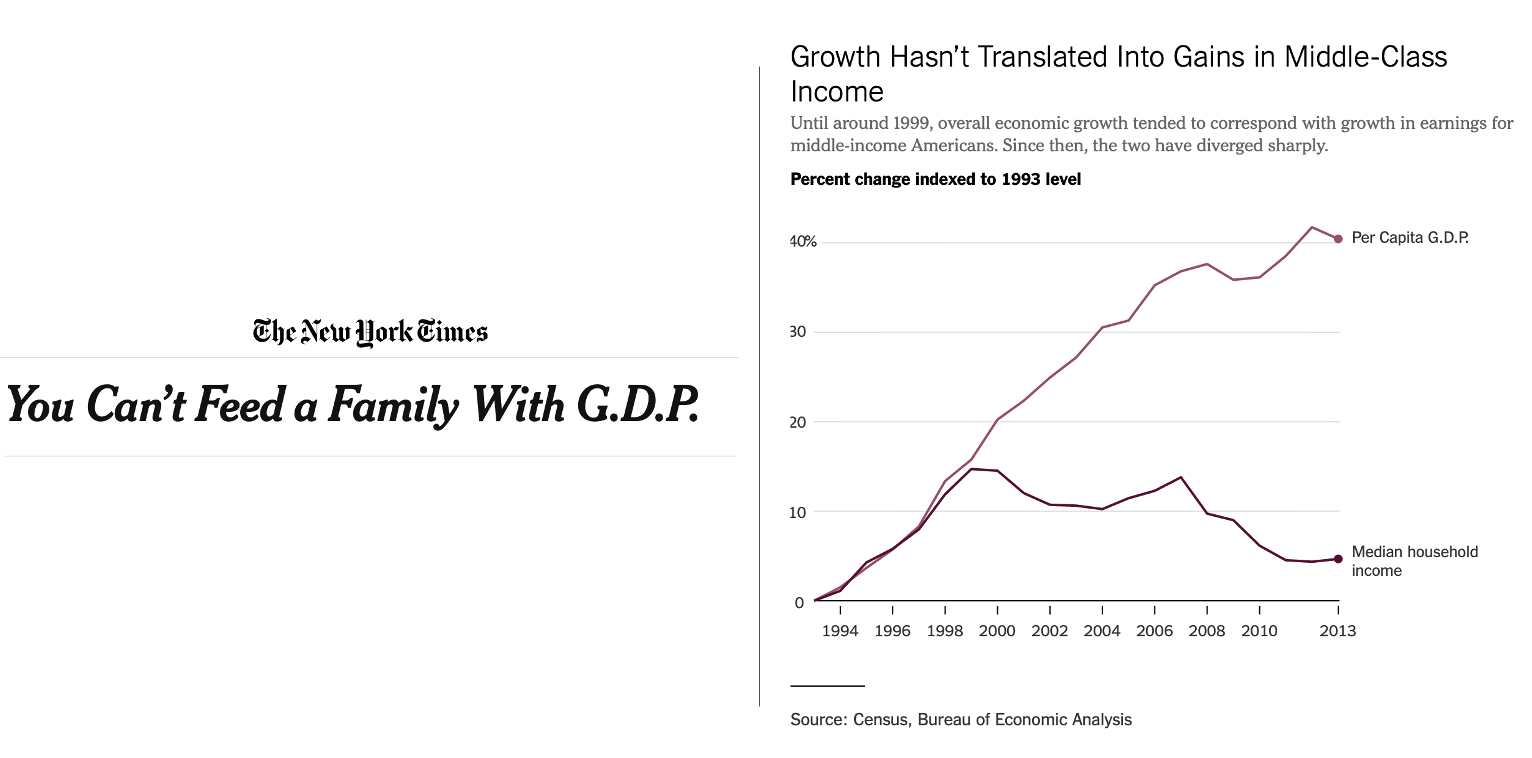 The New York Times
You Can't Feed a Family With G.D.P.
Growth Hasn't Translated Into Gains in Middle-Class
Income
Until around 1999, overall economic growth tended to correspond with growth in earnings for
middle-income Americans. Since then, the two have diverged sharply.
Percent change indexed to 1993 level
40%
Per Capita G.D.P.
30
20
10
Median household
income
0
1994 1996 1998 2000 2002 2004 2006 2008 2010 2013
Source: Census, Bureau of Economic Analysis